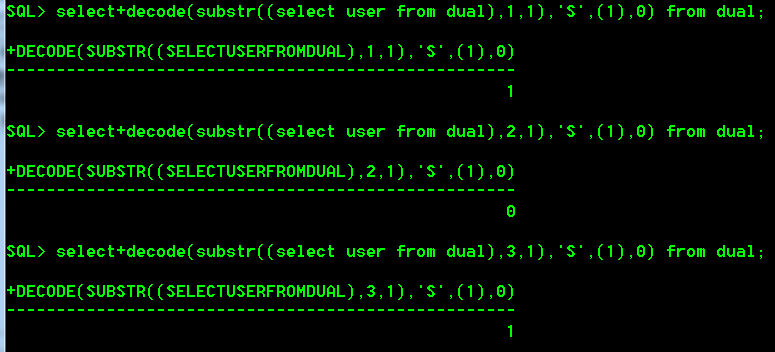 SQL> select+decode(substr((select user from dual),1,1),'S',(1),0) from dual;
+DECODE(SUBSTR((SELECTUSERFROMDUAL),1,1),'S',(1),0)
---------------------------------------------------
1
SQL> select+decode(substr((select user from dual),2,1),'S',(1),0) from dual;
+DECODE(SUBSTR((SELECTUSERFROMDUAL),2,1),'S',(1),0)
---------------------------------------------------
0
SQL> select+decode(substr((select user from dual),3,1),'S',(1),0) from dual;
+DECODE(SUBSTR((SELECTUSERFROMDUAL),3,1),'S',(1),0)
---------------------------------------------------
1